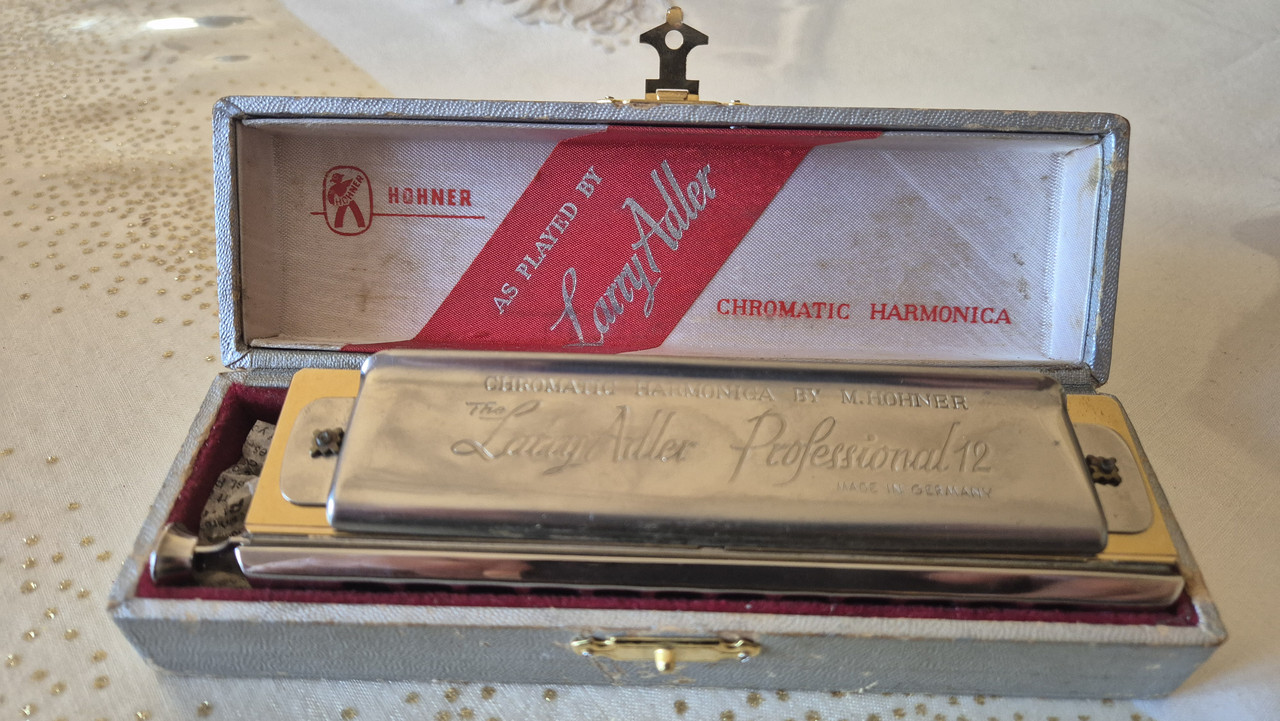 HOHNER
HOHNER
AS PLAYED BY
Larry Adler
CHROMATIC HARMONICA
CHROMATIC HARMONICA BY M. HOHNER
The
Larry Adler Professional 12
MADE IN GERMANY